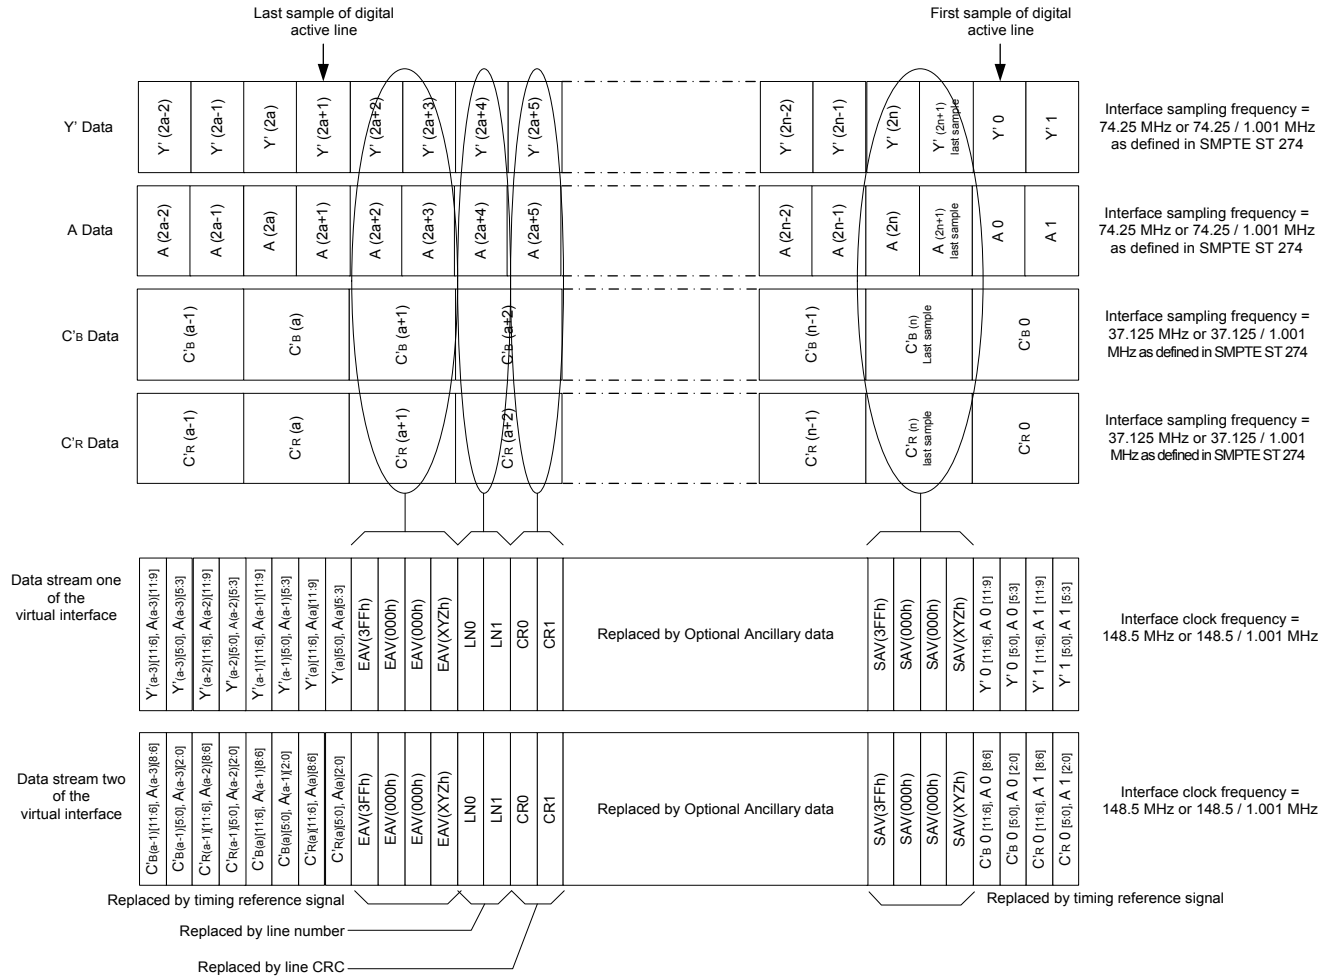 Last sample of digital
active line
First sample of digital
active line
Y' Data
Y' (2a-2)
Y' (2a-1)
Y' (2a)
Y' (2a+1)
Y' (2a+2)
Y' (2a+3)
Y' (2a+4)
Y' (2a+5)
Y' (2n-2)
Y' (2n-1)
Y' (2n)
Y' (2n+1)
last sample
Y' 0
Y' 1
Interface sampling frequency =
74.25 MHz or 74.25 / 1.001 MHz
as defined in SMPTE ST 274
A Data
A (2a-2)
A (2a-1)
A (2a)
A (2a+1)
A (2a+2)
A (2a+3)
A (2a+4)
A (2a+5)
A (2n-2)
A (2n-1)
A (2n)
A (2n+1)
last sample
A 0
A 1
Interface sampling frequency =
74.25 MHz or 74.25 / 1.001 MHz
as defined in SMPTE ST 274
C'B Data
C'B (a-1)
C'B (a)
C'B (a+1)
C'B (a+2)
C'B (n-1)
C'B (n)
Last sample
C'B 0
Interface sampling frequency =
37.125 MHz or 37.125 / 1.001
MHz as defined in SMPTE ST 274
C'R Data
C'R (a-1)
C'R (a)
C'R (a+1)
C'R (a+2)
C'R (n-1)
C'R (n)
last sample
C'R 0
Interface sampling frequency =
37.125 MHz or 37.125 / 1.001
MHz as defined in SMPTE ST 274
Data stream one
of the
virtual interface
Y'(a-3)[11:6], A(a-3)[11:9]
Y'(a-3)[5:0], A(a-3)[5:3]
Y'(a-2)[11:6], A(a-2)[11:9]
Y'(a-2)[5:0], A(a-2)[5:3]
Y'(a-1)[11:6], A(a-1)[11:9]
Y'(a-1)[5:0], A(a-1)[5:3]
Y'(a)[11:6], A(a)[11:9]
Y'(a)[5:0], A(a)[5:3]
EAV(3FFh)
EAV(000h)
EAV(000h)
EAV(XYZh)
LN0
LN1
CR0
CR1
Replaced by Optional Ancillary data
SAV(3FFh)
SAV(000h)
SAV(000h)
SAV(XYZh)
Y' 0 [11:6], A 0 [11:9]
Y' 0 [5:0], A 0 [5:3]
Y' 1 [11:6], A 1 [11:9]
Y' 1 [5:0], A 1 [5:3]
Interface clock frequency =
148.5 MHz or 148.5 / 1.001 MHz
Data stream two
of the
virtual interface
C'B(a-1)[11:6], A(a-3)[8:6]
C'B(a-1)[5:0], A(a-3)[2:0]
C'R(a-1)[11:6], A(a-2)[8:6]
C'R(a-1)[5:0], A(a-2)[2:0]
C'B(a)[11:6], A(a-1)[8:6]
C'B(a)[5:0], A(a-1)[2:0]
C'R(a)[11:6], A(a)[8:6]
C'R(a)[5:0], A(a)[2:0]
EAV(3FFh)
EAV(000h)
EAV(000h)
EAV(XYZh)
LN0
LN1
CR0
CR1
Replaced by Optional Ancillary data
SAV(3FFh)
SAV(000h)
SAV(000h)
SAV(XYZh)
C'B 0 [11:6], A 0 [8:6]
C'B 0 [5:0], A 0 [2:0]
C'R 0 [11:6], A 1 [8:6]
C'R 0 [5:0], A 1 [2:0]
Interface clock frequency =
148.5 MHz or 148.5 / 1.001 MHz
Replaced by timing reference signal
Replaced by timing reference signal
Replaced by line number
Replaced by line CRC